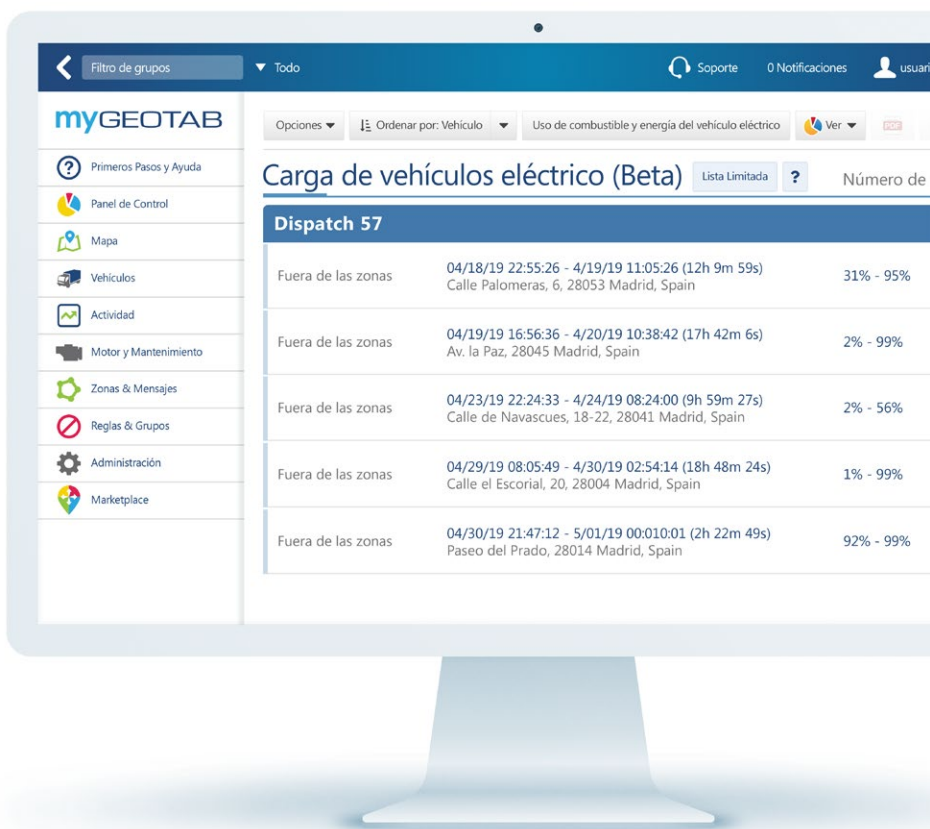 Filtro de grupos
Todo
Soporte
0 Notificaciones
usuari
myGEOTAB
Opciones
Ordenar por: Vehículo
Uso de combustible y energía del vehículo eléctrico
Ver
PDF
Primeros Pasos y Ayuda
Panel de Control
Mapa
Vehículos
Actividad
Motor y Mantenimiento
Zonas & Mensajes
Reglas & Grupos
Administración
Marketplace
Carga de vehículos eléctrico (Beta)
Lista Limitada
?
Número de
Dispatch 57
Fuera de las zonas
04/18/19 22:55:26 - 4/19/19 11:05:26 (12h 9m 59s)
Calle Palomeras, 6, 28053 Madrid, Spain
31% - 95%
Fuera de las zonas
04/19/19 16:56:36 - 4/20/19 10:38:42 (17h 42m 6s)
Av. la Paz, 28045 Madrid, Spain
2% - 99%
Fuera de las zonas
04/23/19 22:24:33 - 4/24/19 08:24:00 (9h 59m 27s)
Calle de Navascues, 18-22, 28041 Madrid, Spain
2% - 56%
Fuera de las zonas
04/29/19 08:05:49 - 4/30/19 02:54:14 (18h 48m 24s)
Calle el Escorial, 20, 28004 Madrid, Spain
1% - 99%
Fuera de las zonas
04/30/19 21:47:12 - 5/01/19 00:010:01 (2h 22m 49s)
Paseo del Prado, 28014 Madrid, Spain
92% - 99%